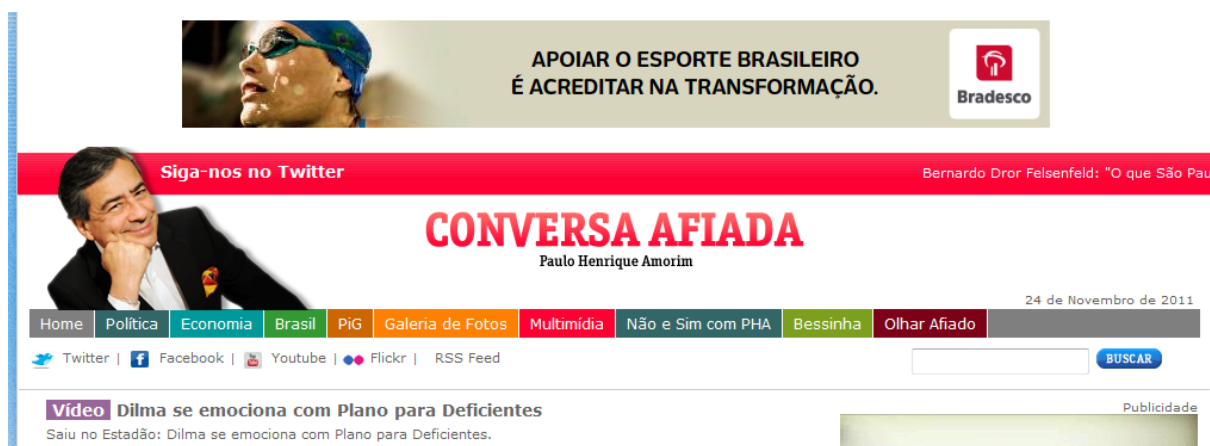 APOIAR O ESPORTE BRASILEIRO
É ACREDITAR NA TRANSFORMAÇÃO.
Bradesco
Siga-nos no Twitter
Bernardo Dror Felsenfeld: "O que São Pau
CONVERSA AFIADA
Paulo Henrique Amorim
24 de Novembro de 2011
Home Política Economia Brasil PiG Galeria de Fotos Multimídia Não e Sim com PHA Bessinha Olhar Afiado
Twitter | Facebook | Youtube | Flickr | RSS Feed
BUSCAR
Vídeo Dilma se emociona com Plano para Deficientes
Publicidade
Saiu no Estadão: Dilma se emociona com Plano para Deficientes.